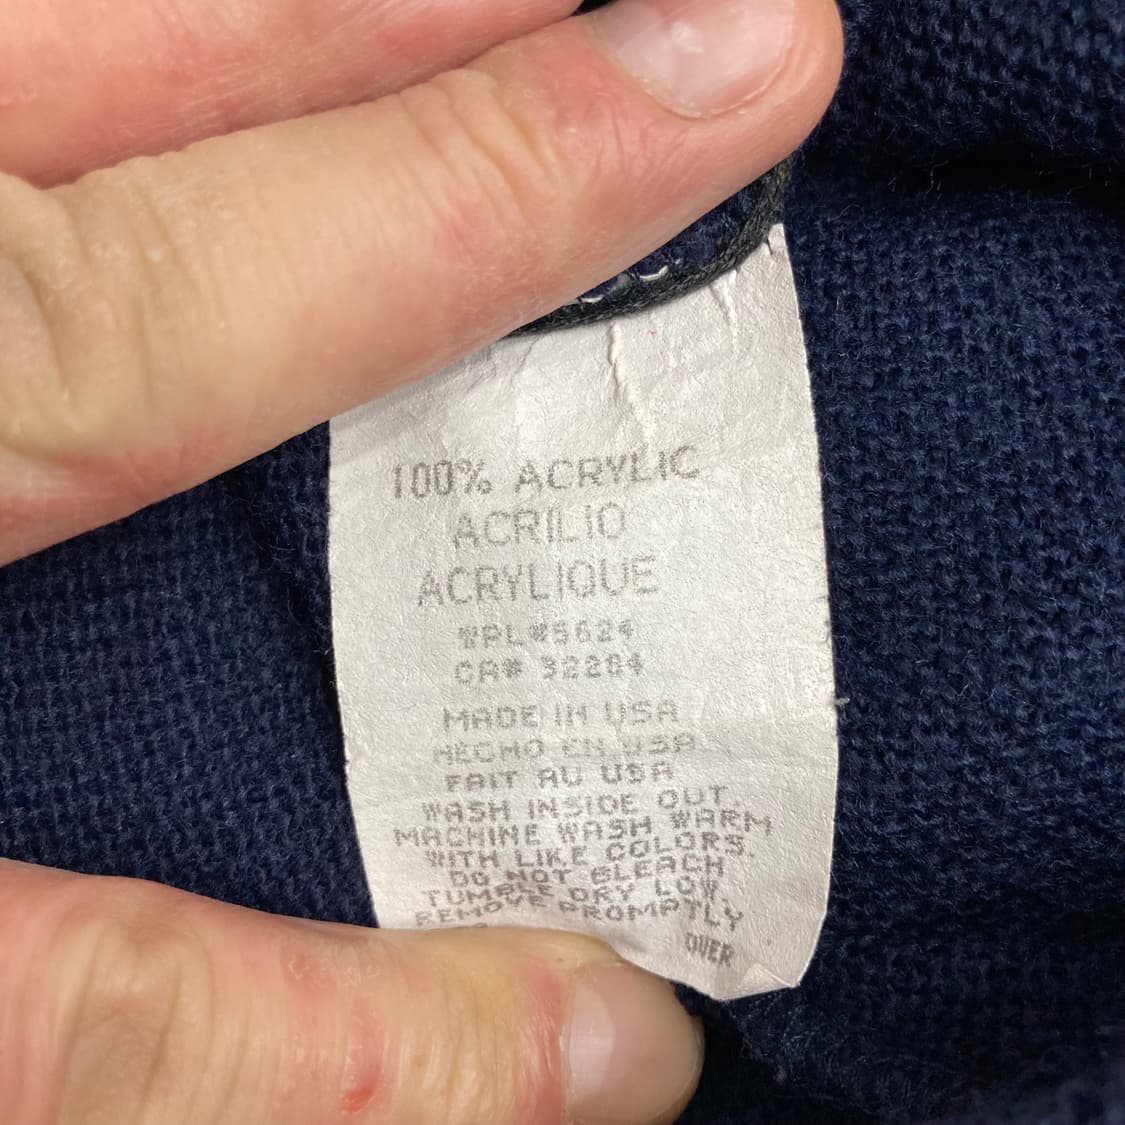 100% ACRYLIC
ACRILIO
ACRYLIQUE
WPL#5624
CA# 32284
MADE IN USA
HECHO EN USA
FAIT AU USA
WASH INSIDE OUT.
MACHINE WASH WARM
WITH LIKE COLORS.
DO NOT BLEACH
TUMBLE DRY LOW.
REMOVE PROMPTLY
OVER